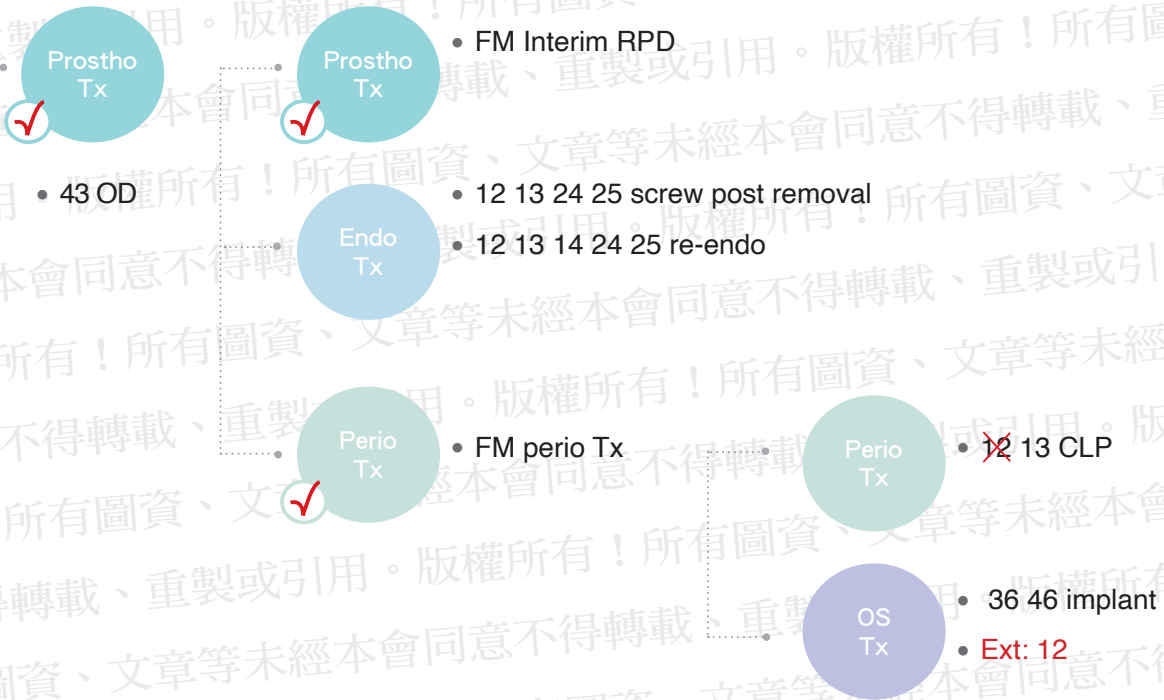 Prostho
Tx
43 OD
Prostho
Tx
FM Interim RPD
Endo
Tx
12 13 24 25 screw post removal
12 13 14 24 25 re-endo
Perio
Tx
FM perio Tx
Perio
Tx
12 13 CLP
OS
Tx
36 46 implant
Ext: 12
版權所有！所有圖資、文章等未經本會同意不得轉載、重製或引用。